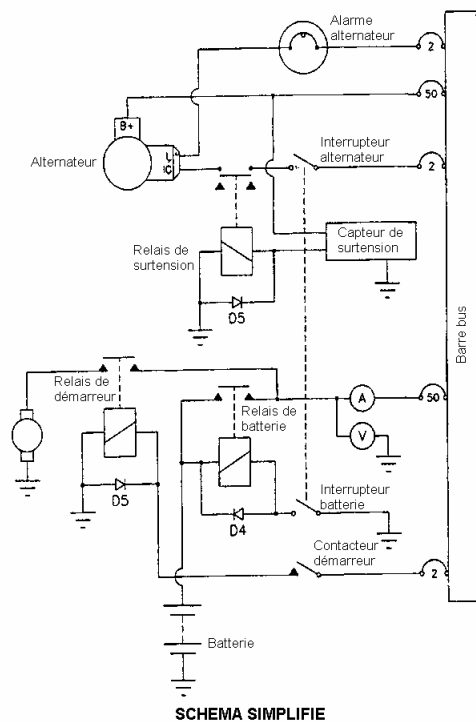 Alarme
alternateur
2
50
B+
L
IC
Alternateur
Interrupteur
alternateur
2
Relais de
surtension
Capteur de
surtension
D5
Barre bus
Relais de
démarreur
Relais de
batterie
A
50
V
D5
D4
Interrupteur
batterie
Contacteur
démarreur
2
Batterie
SCHEMA SIMPLIFIE